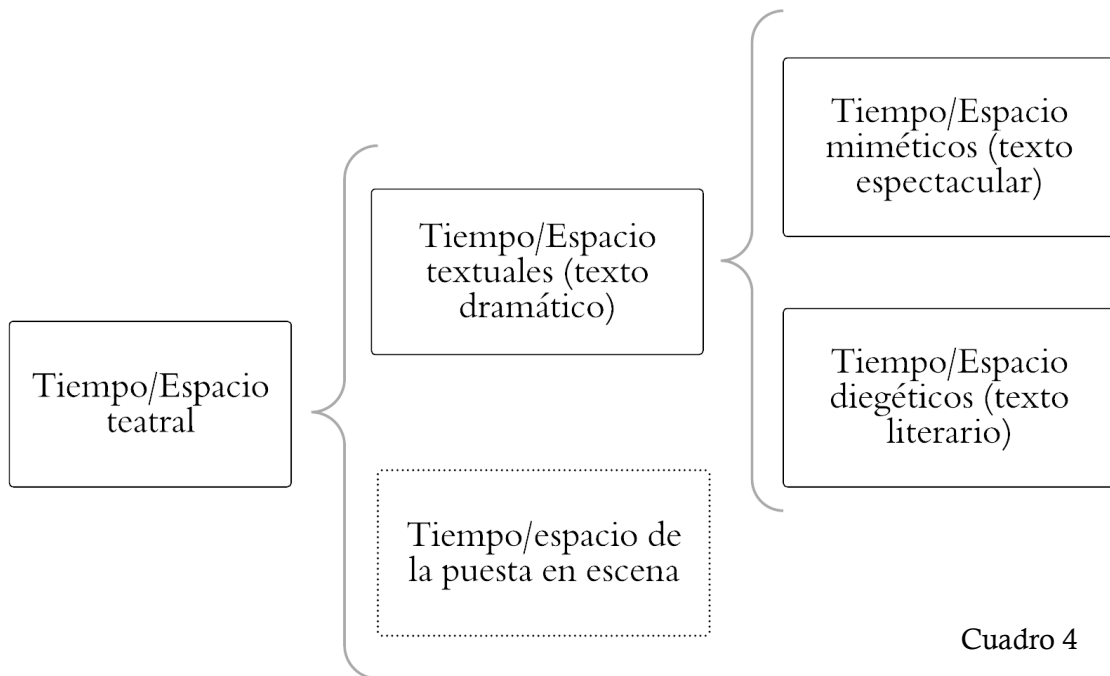 Tiempo/Espacio
teatral
Tiempo/Espacio
textuales (texto
dramático)
Tiempo/espacio de
la puesta en escena
Tiempo/Espacio
miméticos (texto
espectacular)
Tiempo/Espacio
diegéticos (texto
literario)
Cuadro 4